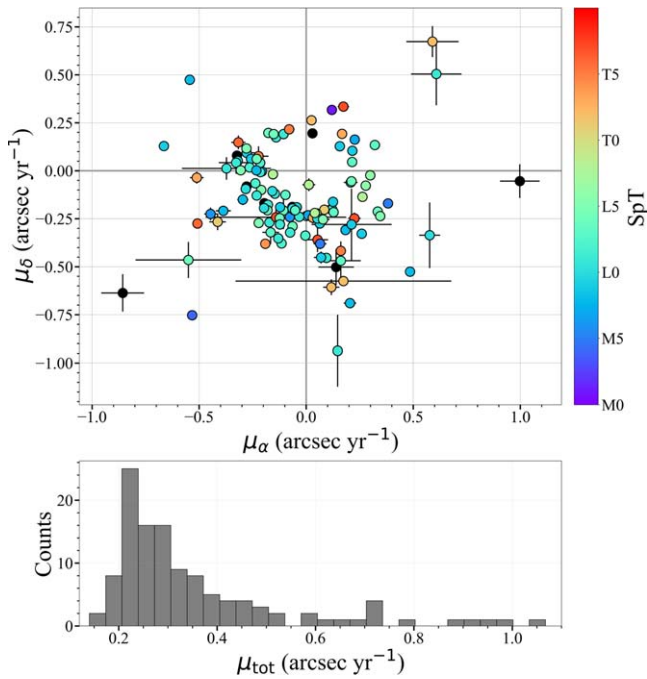 0.75
0.50
0.25
0.00
−0.25
−0.50
−0.75
−1.00
μδ (arcsec yr−1)
−1.0
−0.5
0.0
0.5
1.0
μα (arcsec yr−1)
T5
T0
L5
L0
M5
M0
SpT
20
10
0
Counts
0.2
0.4
0.6
0.8
1.0
μtot (arcsec yr−1)